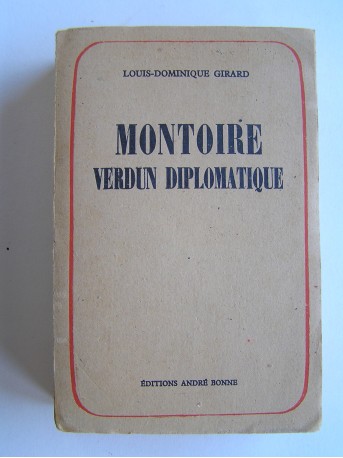 LOUIS-DOMINIQUE GIRARD
MONTOIRE
VERDUN DIPLOMATIQUE
ÉDITIONS ANDRÉ BONNE